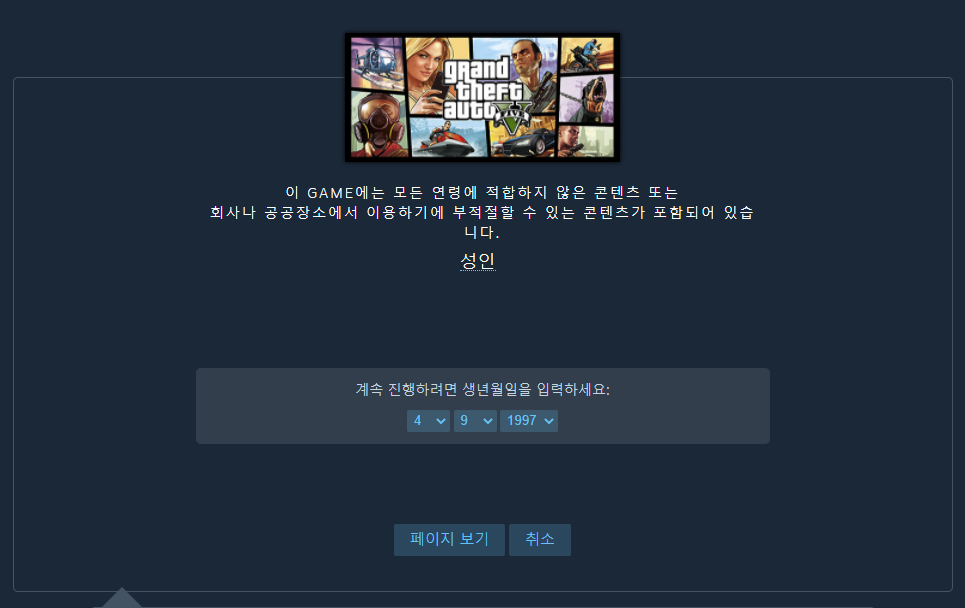 grand
theft
auto
V
FIVE
이 GAME에는 모든 연령에 적합하지 않은 콘텐츠 또는
회사나 공공장소에서 이용하기에 부적절할 수 있는 콘텐츠가 포함되어 있습
니다.
성인
계속 진행하려면 생년월일을 입력하세요:
4 9 1997
페이지 보기 취소